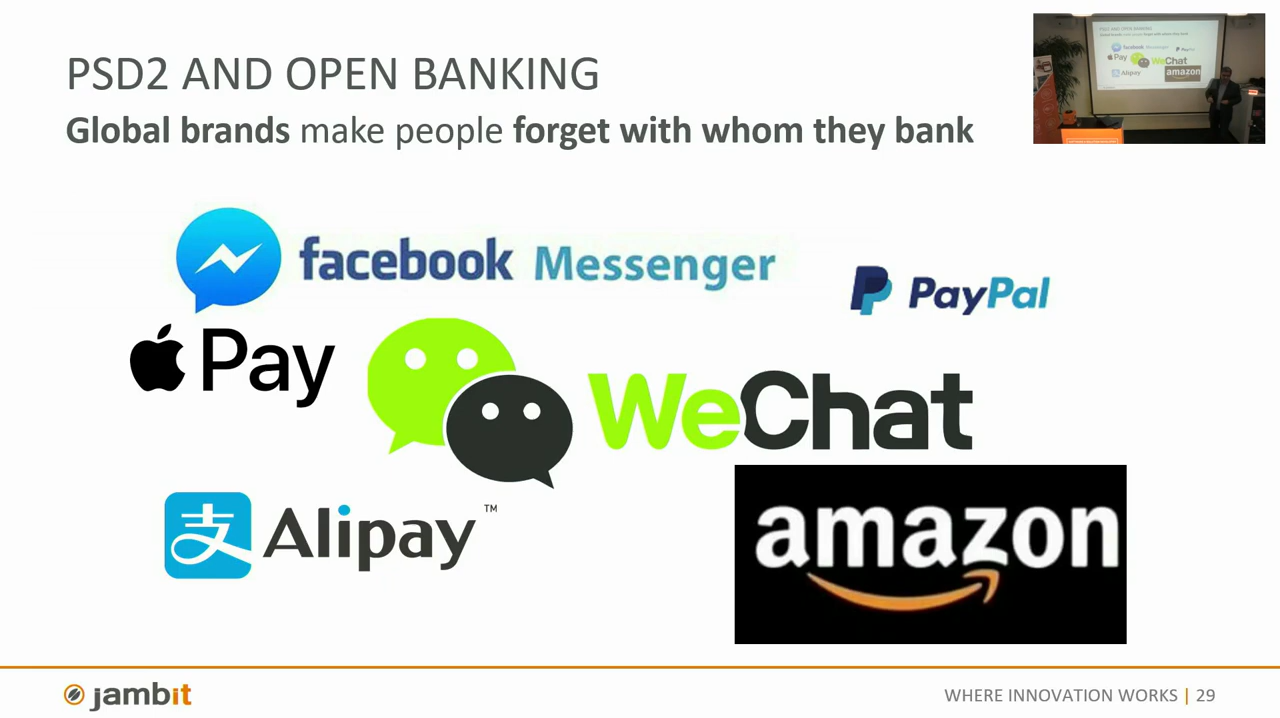 PSD2 AND OPEN BANKING
Global brands make people forget with whom they bank
facebook Messenger
PayPal
Pay
WeChat
支 Alipay™
amazon
jambit
WHERE INNOVATION WORKS | 29